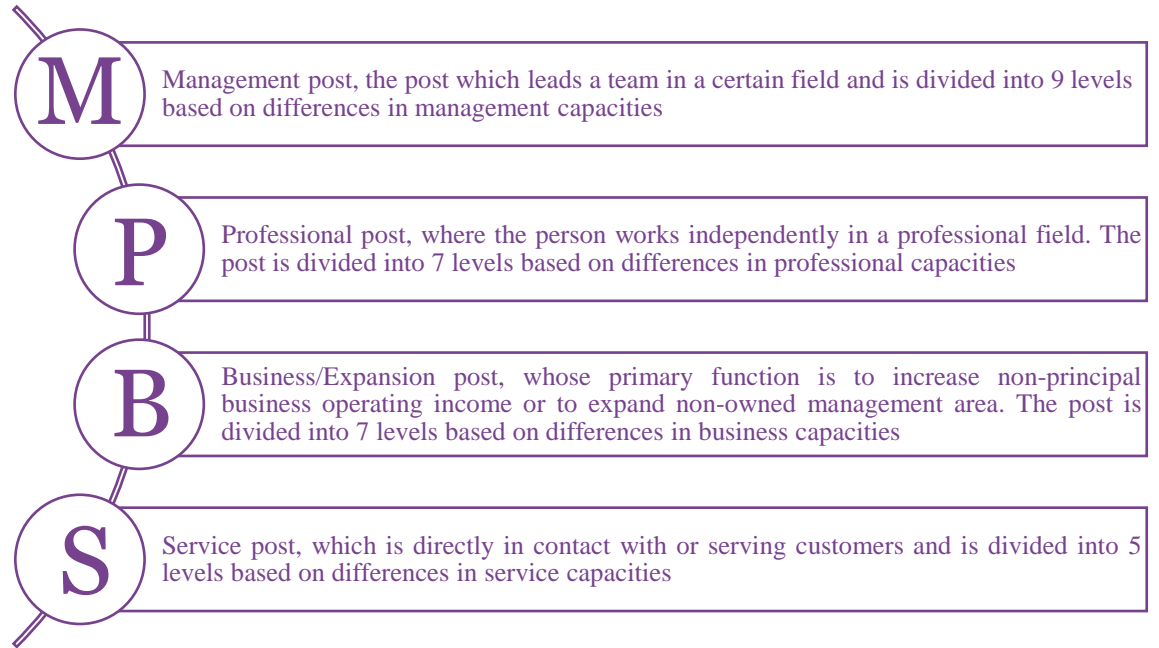 M
Management post, the post which leads a team in a certain field and is divided into 9 levels
based on differences in management capacities
P
Professional post, where the person works independently in a professional field. The
post is divided into 7 levels based on differences in professional capacities
B
Business/Expansion post, whose primary function is to increase non-principal
business operating income or to expand non-owned management area. The post is
divided into 7 levels based on differences in business capacities
S
Service post, which is directly in contact with or serving customers and is divided into 5
levels based on differences in service capacities